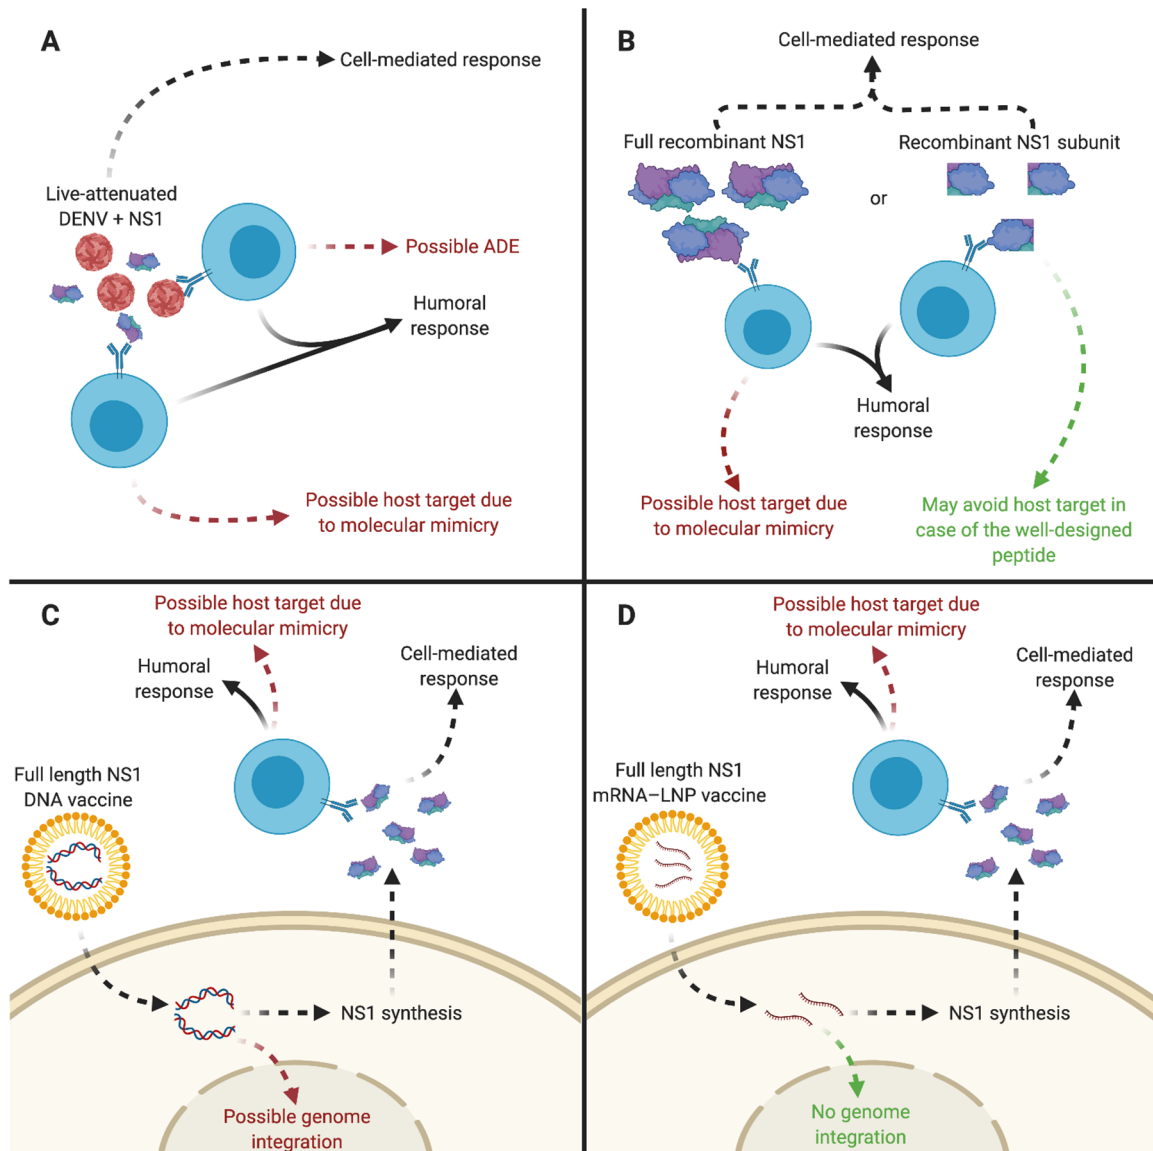 A
Cell-mediated response
Live-attenuated
DENV + NS1
Possible ADE
Humoral
response
Possible host target due
to molecular mimicry
B
Cell-mediated response
Full recombinant NS1
Recombinant NS1 subunit
or
Humoral
response
Possible host target due
to molecular mimicry
May avoid host target in
case of the well-designed
peptide
C
Possible host target due
to molecular mimicry
Humoral
response
Cell-mediated
response
Full length NS1
DNA vaccine
NS1 synthesis
Possible genome
integration
D
Possible host target due
to molecular mimicry
Humoral
response
Cell-mediated
response
Full length NS1
mRNA–LNP vaccine
NS1 synthesis
No genome
integration